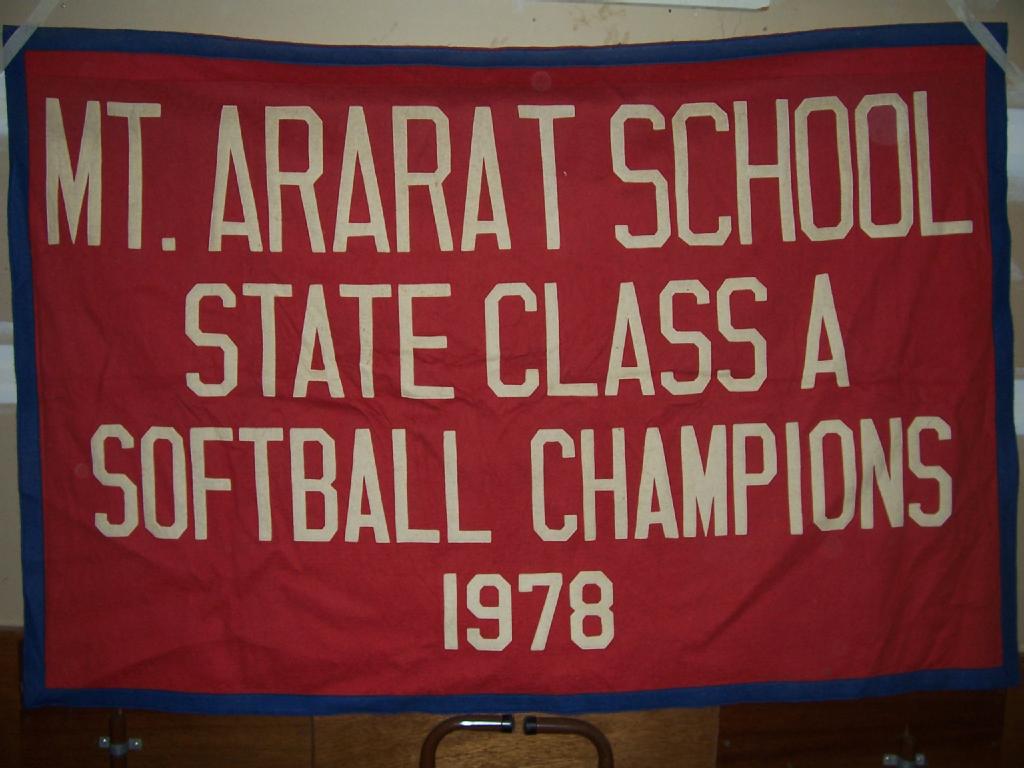 MT. ARARAT SCHOOL
STATE CLASS A
SOFTBALL CHAMPIONS
1978